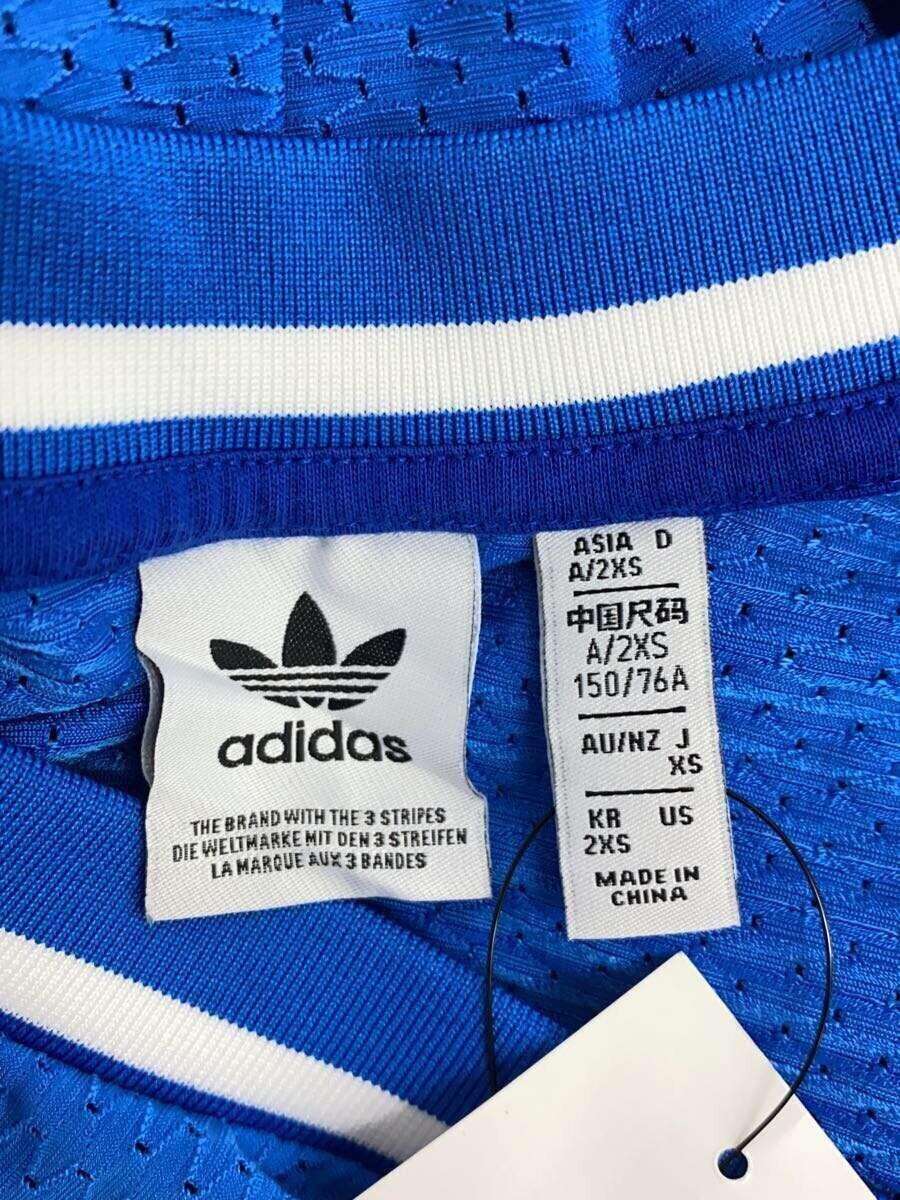 adidas
THE BRAND WITH THE 3 STRIPES
DIE WELTMARKE MIT DEN 3 STREIFEN
LA MARQUE AUX 3 BANDES
ASIA D
A/2XS
中国尺码
A/2XS
150/76A
AU/NZ J
XS
KR US
2XS
MADE IN
CHINA